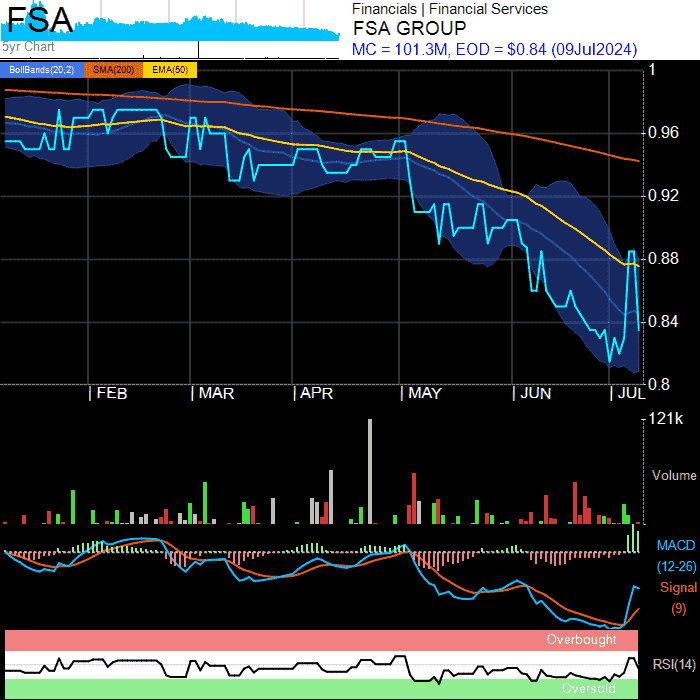 FSA
5yr Chart
Financials | Financial Services
FSA GROUP
MC = 101.3M, EOD = $0.84 (09Jul2024)
BollBands(20,2) SMA(200) EMA(50)
1
0.96
0.92
0.88
0.84
0.8
| FEB | MAR | APR | MAY | JUN | JUL
121k
Volume
MACD
(12-26)
Signal
(9)
Overbought
RSI(14)
Oversold